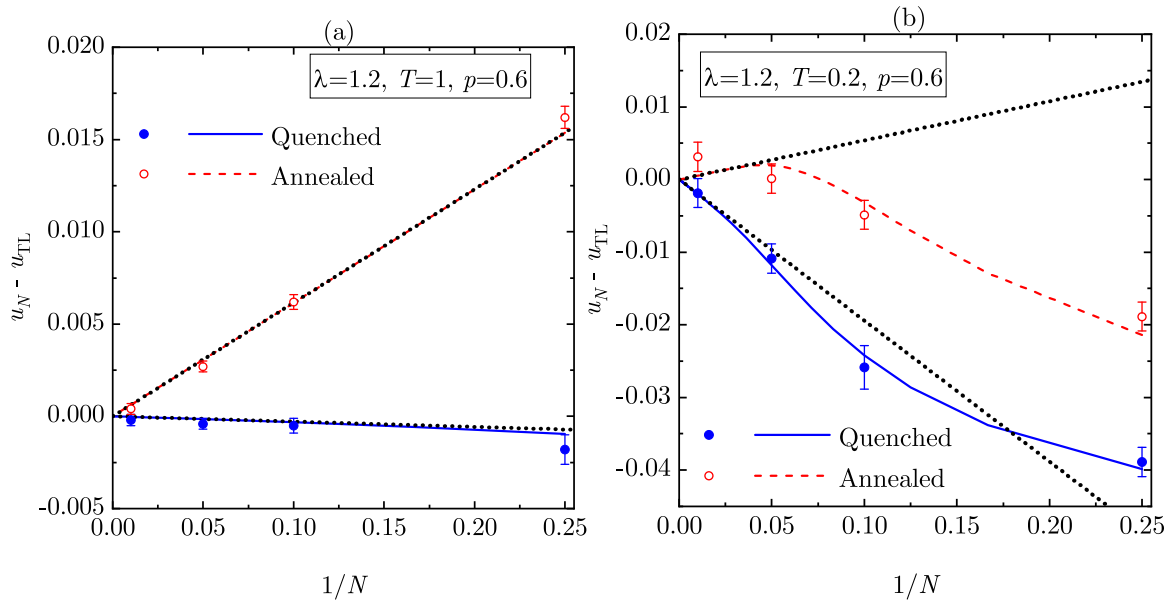 (a)
λ=1.2, T=1, p=0.6
Quenched
Annealed
0.020
0.015
0.010
0.005
0.000
-0.005
u_N - u_TL
0.00 0.05 0.10 0.15 0.20 0.25
1/N
(b)
λ=1.2, T=0.2, p=0.6
0.02
0.01
0.00
-0.01
-0.02
-0.03
-0.04
u_N - u_TL
Quenched
Annealed
0.00 0.05 0.10 0.15 0.20 0.25
1/N